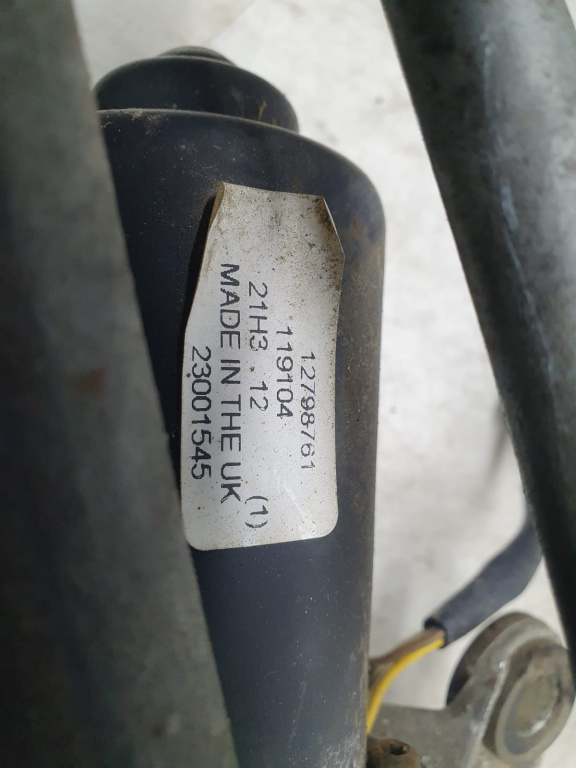 12798761
119104
21H3 .12 (1)
MADE IN THE UK
23001545